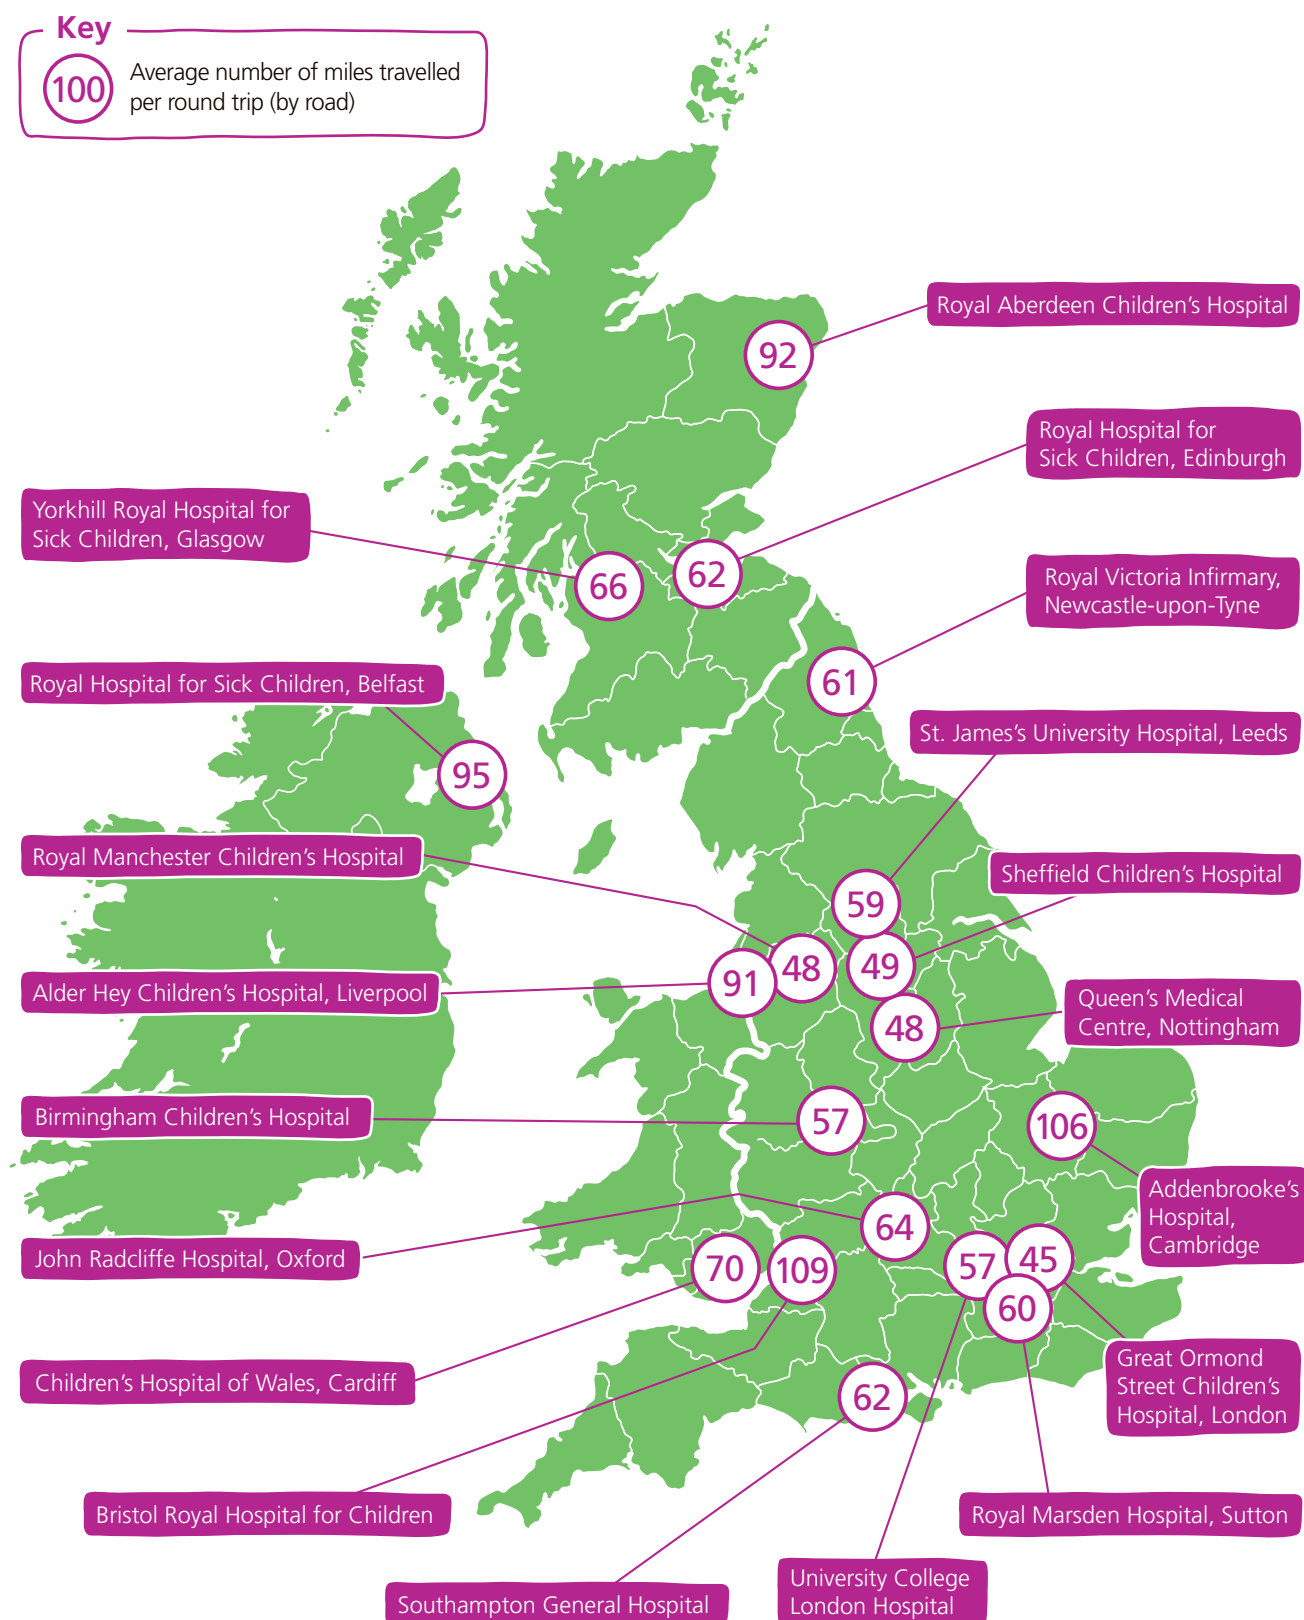 Key
100
Average number of miles travelled
per round trip (by road)
Royal Aberdeen Children’s Hospital
92
Royal Hospital for
Sick Children, Edinburgh
62
Yorkhill Royal Hospital for
Sick Children, Glasgow
66
Royal Victoria Infirmary,
Newcastle-upon-Tyne
61
Royal Hospital for Sick Children, Belfast
95
St. James’s University Hospital, Leeds
59
Royal Manchester Children’s Hospital
48
Sheffield Children’s Hospital
49
Alder Hey Children’s Hospital, Liverpool
91
Queen’s Medical
Centre, Nottingham
48
Birmingham Children’s Hospital
57
106
Addenbrooke’s
Hospital,
Cambridge
John Radcliffe Hospital, Oxford
64
Children’s Hospital of Wales, Cardiff
70
109
57
45
60
Great Ormond
Street Children’s
Hospital, London
62
Bristol Royal Hospital for Children
Royal Marsden Hospital, Sutton
Southampton General Hospital
University College
London Hospital